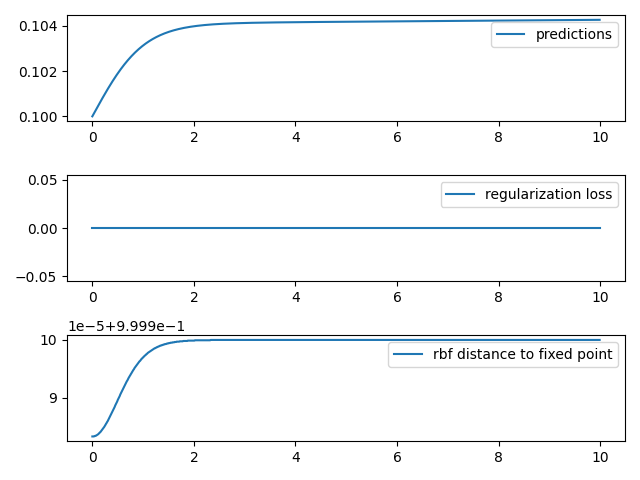 0.104
predictions
0.102
0.100
0 2 4 6 8 10
0.05
regularization loss
0.00
−0.05
0 2 4 6 8 10
1e−5+9.999e−1
10
rbf distance to fixed point
9
0 2 4 6 8 10